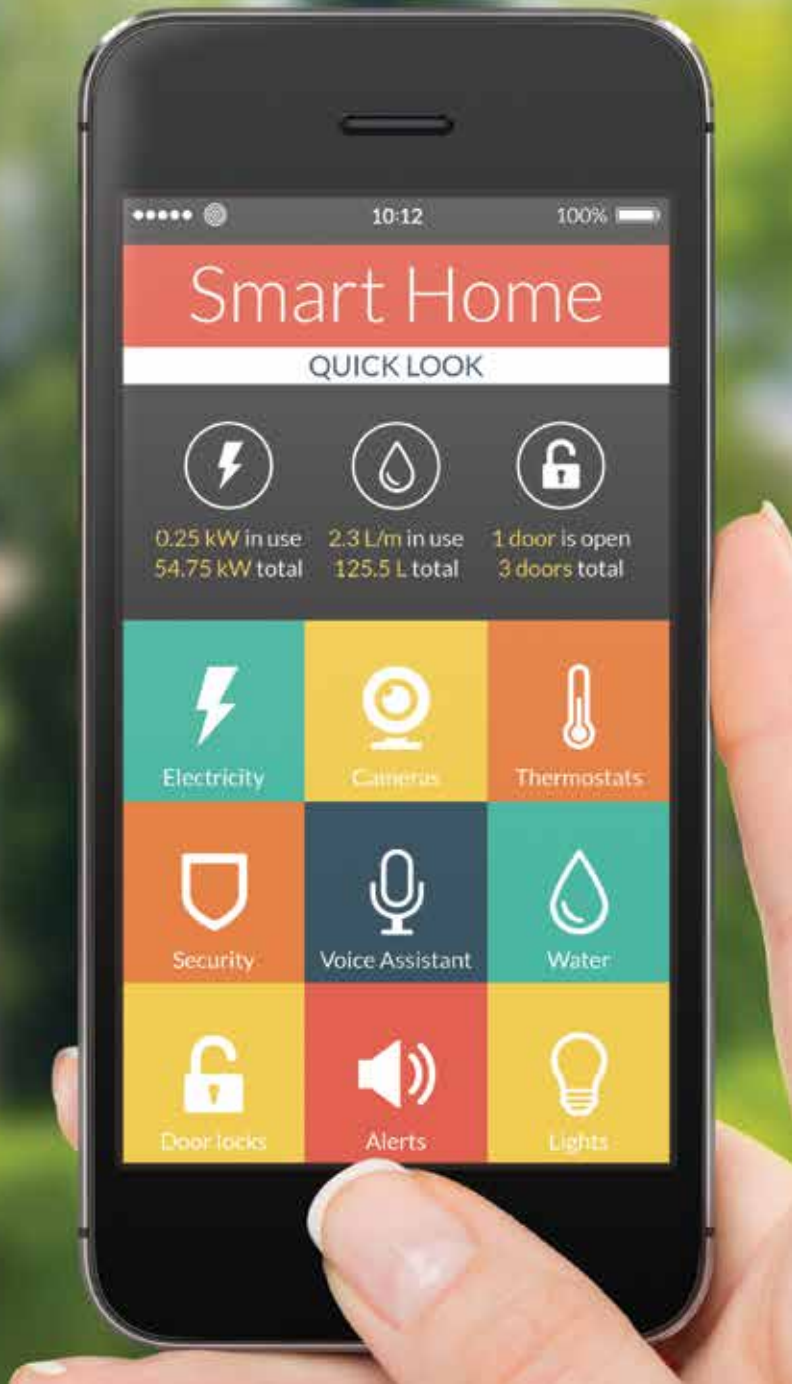 10:12
100%
Smart Home
QUICK LOOK
0.25 kW in use
54.75 kW total
2.3 L/m in use
125.5 L total
1 door is open
3 doors total
Electricity
Cameras
Thermostats
Security
Voice Assistant
Water
Door locks
Alerts
Lights